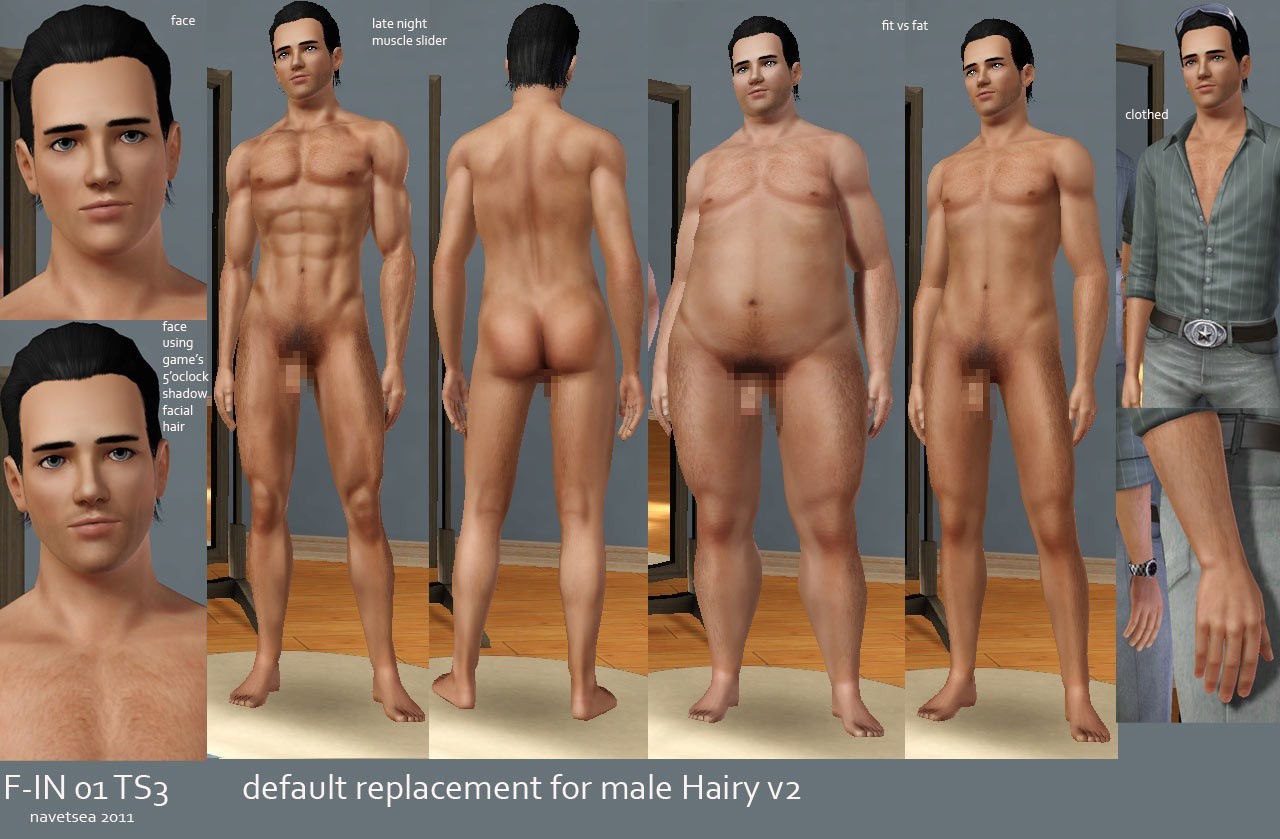 face
late night
muscle slider
fit vs fat
clothed
face
using
game's
5'oclock
shadow
facial
hair
F-IN 01 TS3
default replacement for male Hairy v2
navetsea 2011